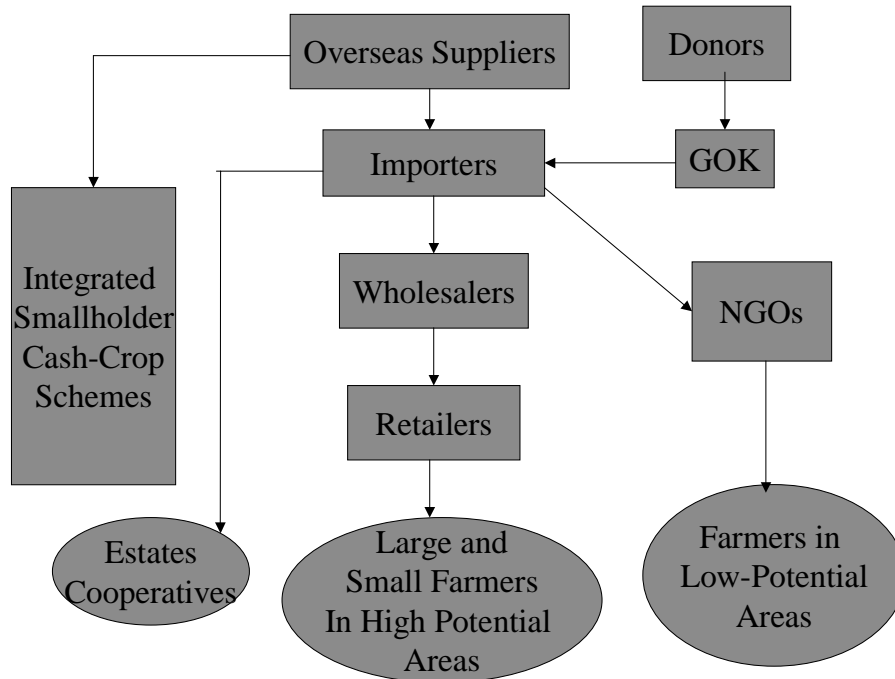 Overseas Suppliers
Donors
Importers
GOK
Integrated
Smallholder
Cash-Crop
Schemes
Wholesalers
NGOs
Retailers
Estates
Cooperatives
Large and
Small Farmers
In High Potential
Areas
Farmers in
Low-Potential
Areas